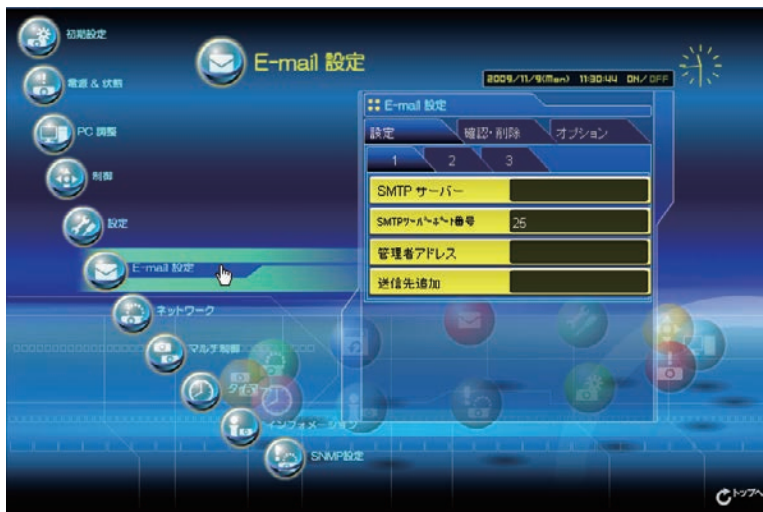 初期設定
E-mail 設定
電源 & 状態
2009/11/9(Mon) 11:30:44 ON/OFF
PC 調整
制御
設定
E-mail 設定
ネットワーク
マルチ制御
タイマー
インフォメーション
SNMP設定
E-mail 設定
設定 確認・削除 オプション
1 2 3
SMTP サーバー
SMTPサーバーポート番号 25
管理者アドレス
送信先追加
トップへ